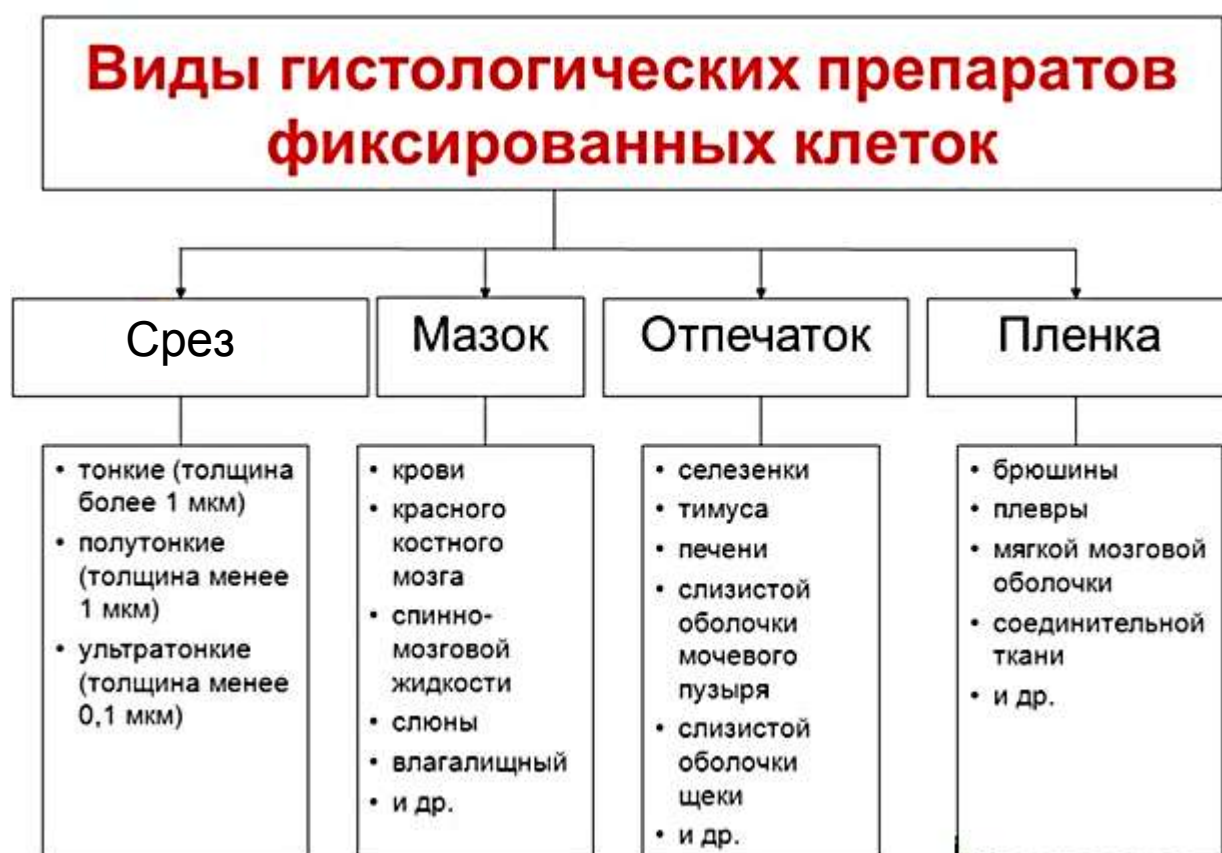 Виды гистологических препаратов
фиксированных клеток
Срез
Мазок
Отпечаток
Пленка
• тонкие (толщина
более 1 мкм)
• полутонкие
(толщина менее
1 мкм)
• ультратонкие
(толщина менее
0,1 мкм)
• крови
• красного
костного
мозга
• спинно-
мозговой
жидкости
• слюны
• влагалищный
• и др.
• селезенки
• тимуса
• печени
• слизистой
оболочки
мочевого
пузыря
• слизистой
оболочки
щеки
• и др.
• брюшины
• плевры
• мягкой мозговой
оболочки
• соединительной
ткани
• и др.